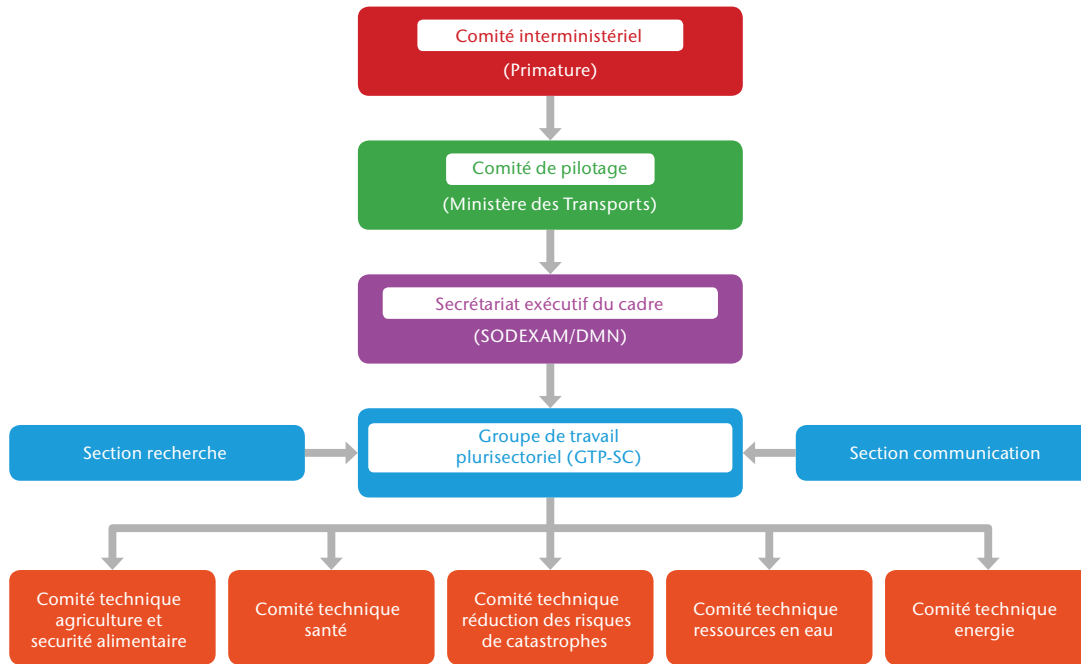 Comité interministériel
(Primature)
Comité de pilotage
(Ministère des Transports)
Secrétariat exécutif du cadre
(SODEXAM/DMN)
Section recherche
Groupe de travail
plurisectoriel (GTP-SC)
Section communication
Comité technique
agriculture et
securité alimentaire
Comité technique
santé
Comité technique
réduction des risques
de catastrophes
Comité technique
ressources en eau
Comité technique
energie